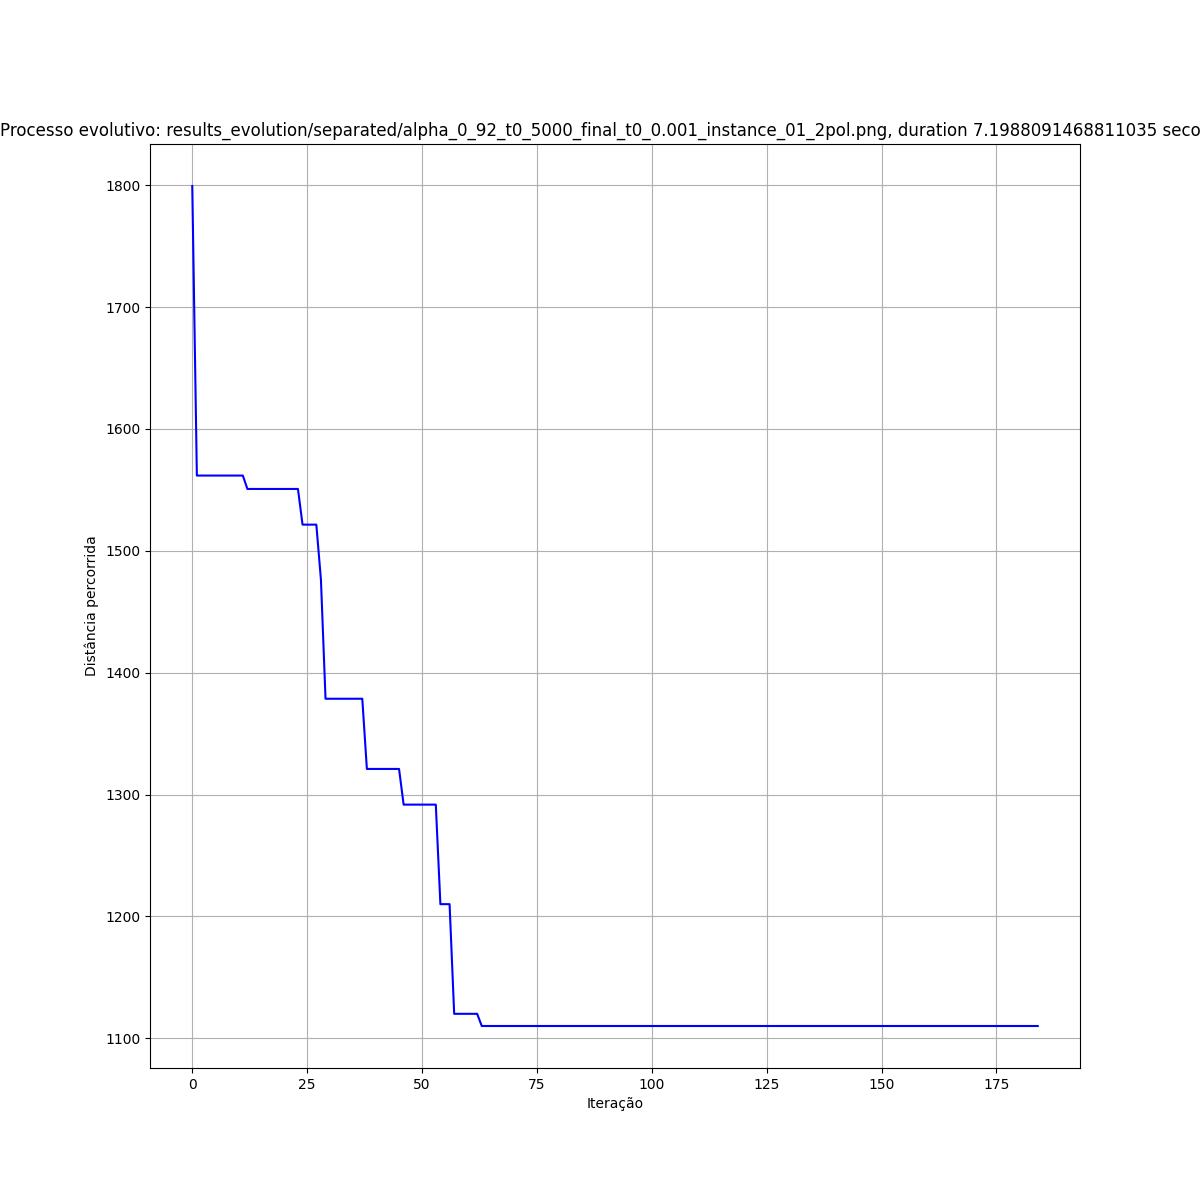 Processo evolutivo: results_evolution/separated/alpha_0_92_t0_5000_final_t0_0.001_instance_01_2pol.png, duration 7.1988091468811035 seco
1800
1700
1600
1500
1400
1300
1200
1100
Distância percorrida
0 25 50 75 100 125 150 175
Iteração